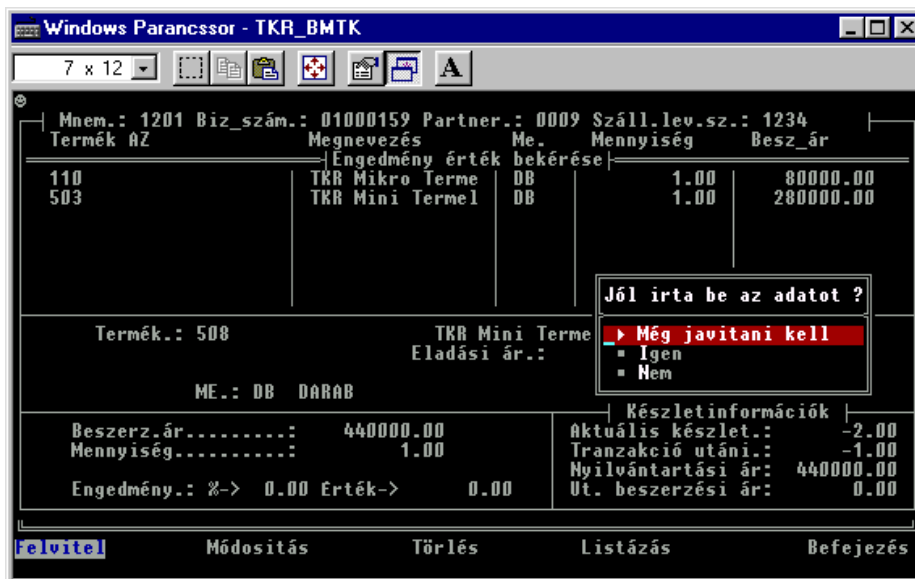 Windows Parancssor - TKR_BMTK
7 x 12 A
Mnem.: 1201 Biz_szám.: 01000159 Partner.: 0009 Száll.lev.sz.: 1234
Termék AZ Megnevezés Me. Mennyiség Besz_ár
Engedmény érték bekérése
110 TKR Mikro Terme DB 1.00 80000.00
503 TKR Mini Termel DB 1.00 280000.00
Jól irta be az adatot ?
Termék.: 508 TKR Mini Terme
Még javitani kell
Eladási ár.:
Igen
Nem
ME.: DB DARAB
Készletinformációk
Beszerz.ár.........: 440000.00
Aktuális készlet.: -2.00
Mennyiség..........: 1.00
Tranzakció utáni.: -1.00
Nyilvántartási ár: 440000.00
Engedmény.: %-> 0.00 Érték-> 0.00
Ut. beszerzési ár: 0.00
Felvitel Módositás Törlés Listázás Befejezés